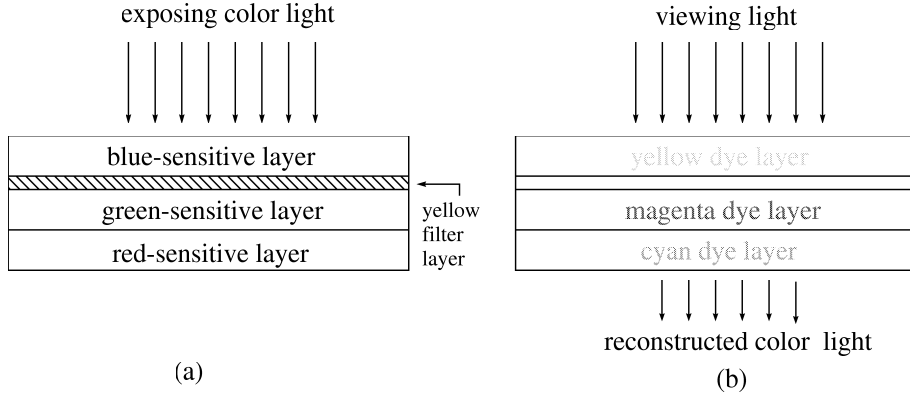 exposing color light
blue-sensitive layer
green-sensitive layer
red-sensitive layer
yellow
filter
layer
(a)
viewing light
yellow dye layer
magenta dye layer
cyan dye layer
reconstructed color light
(b)